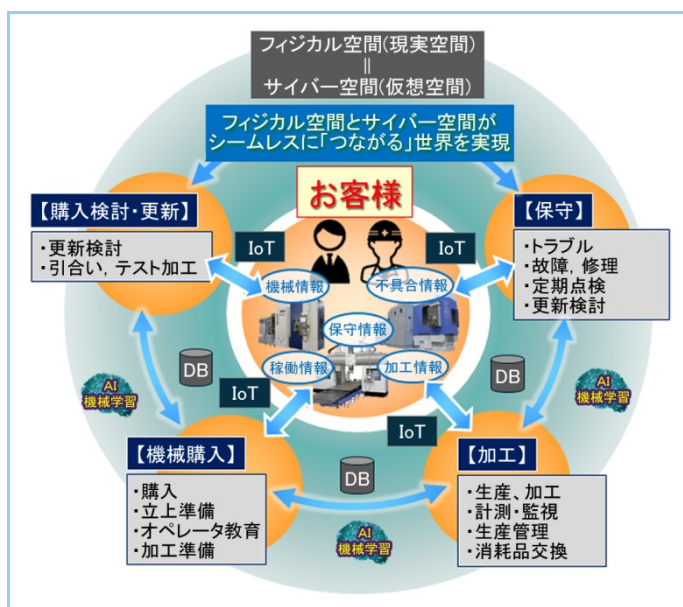 フィジカル空間(現実空間)
||
サイバー空間(仮想空間)
フィジカル空間とサイバー空間が
シームレスに「つながる」世界を実現
お客様
【購入検討・更新】
・更新検討
・引合い, テスト加工
IoT
IoT
【保守】
・トラブル
・故障, 修理
・定期点検
・更新検討
機械情報
不具合情報
保守情報
稼働情報
加工情報
DB
DB
AI
機械学習
AI
機械学習
IoT
IoT
【機械購入】
・購入
・立上準備
・オペレータ教育
・加工準備
DB
AI
機械学習
【加工】
・生産、加工
・計測・監視
・生産管理
・消耗品交換